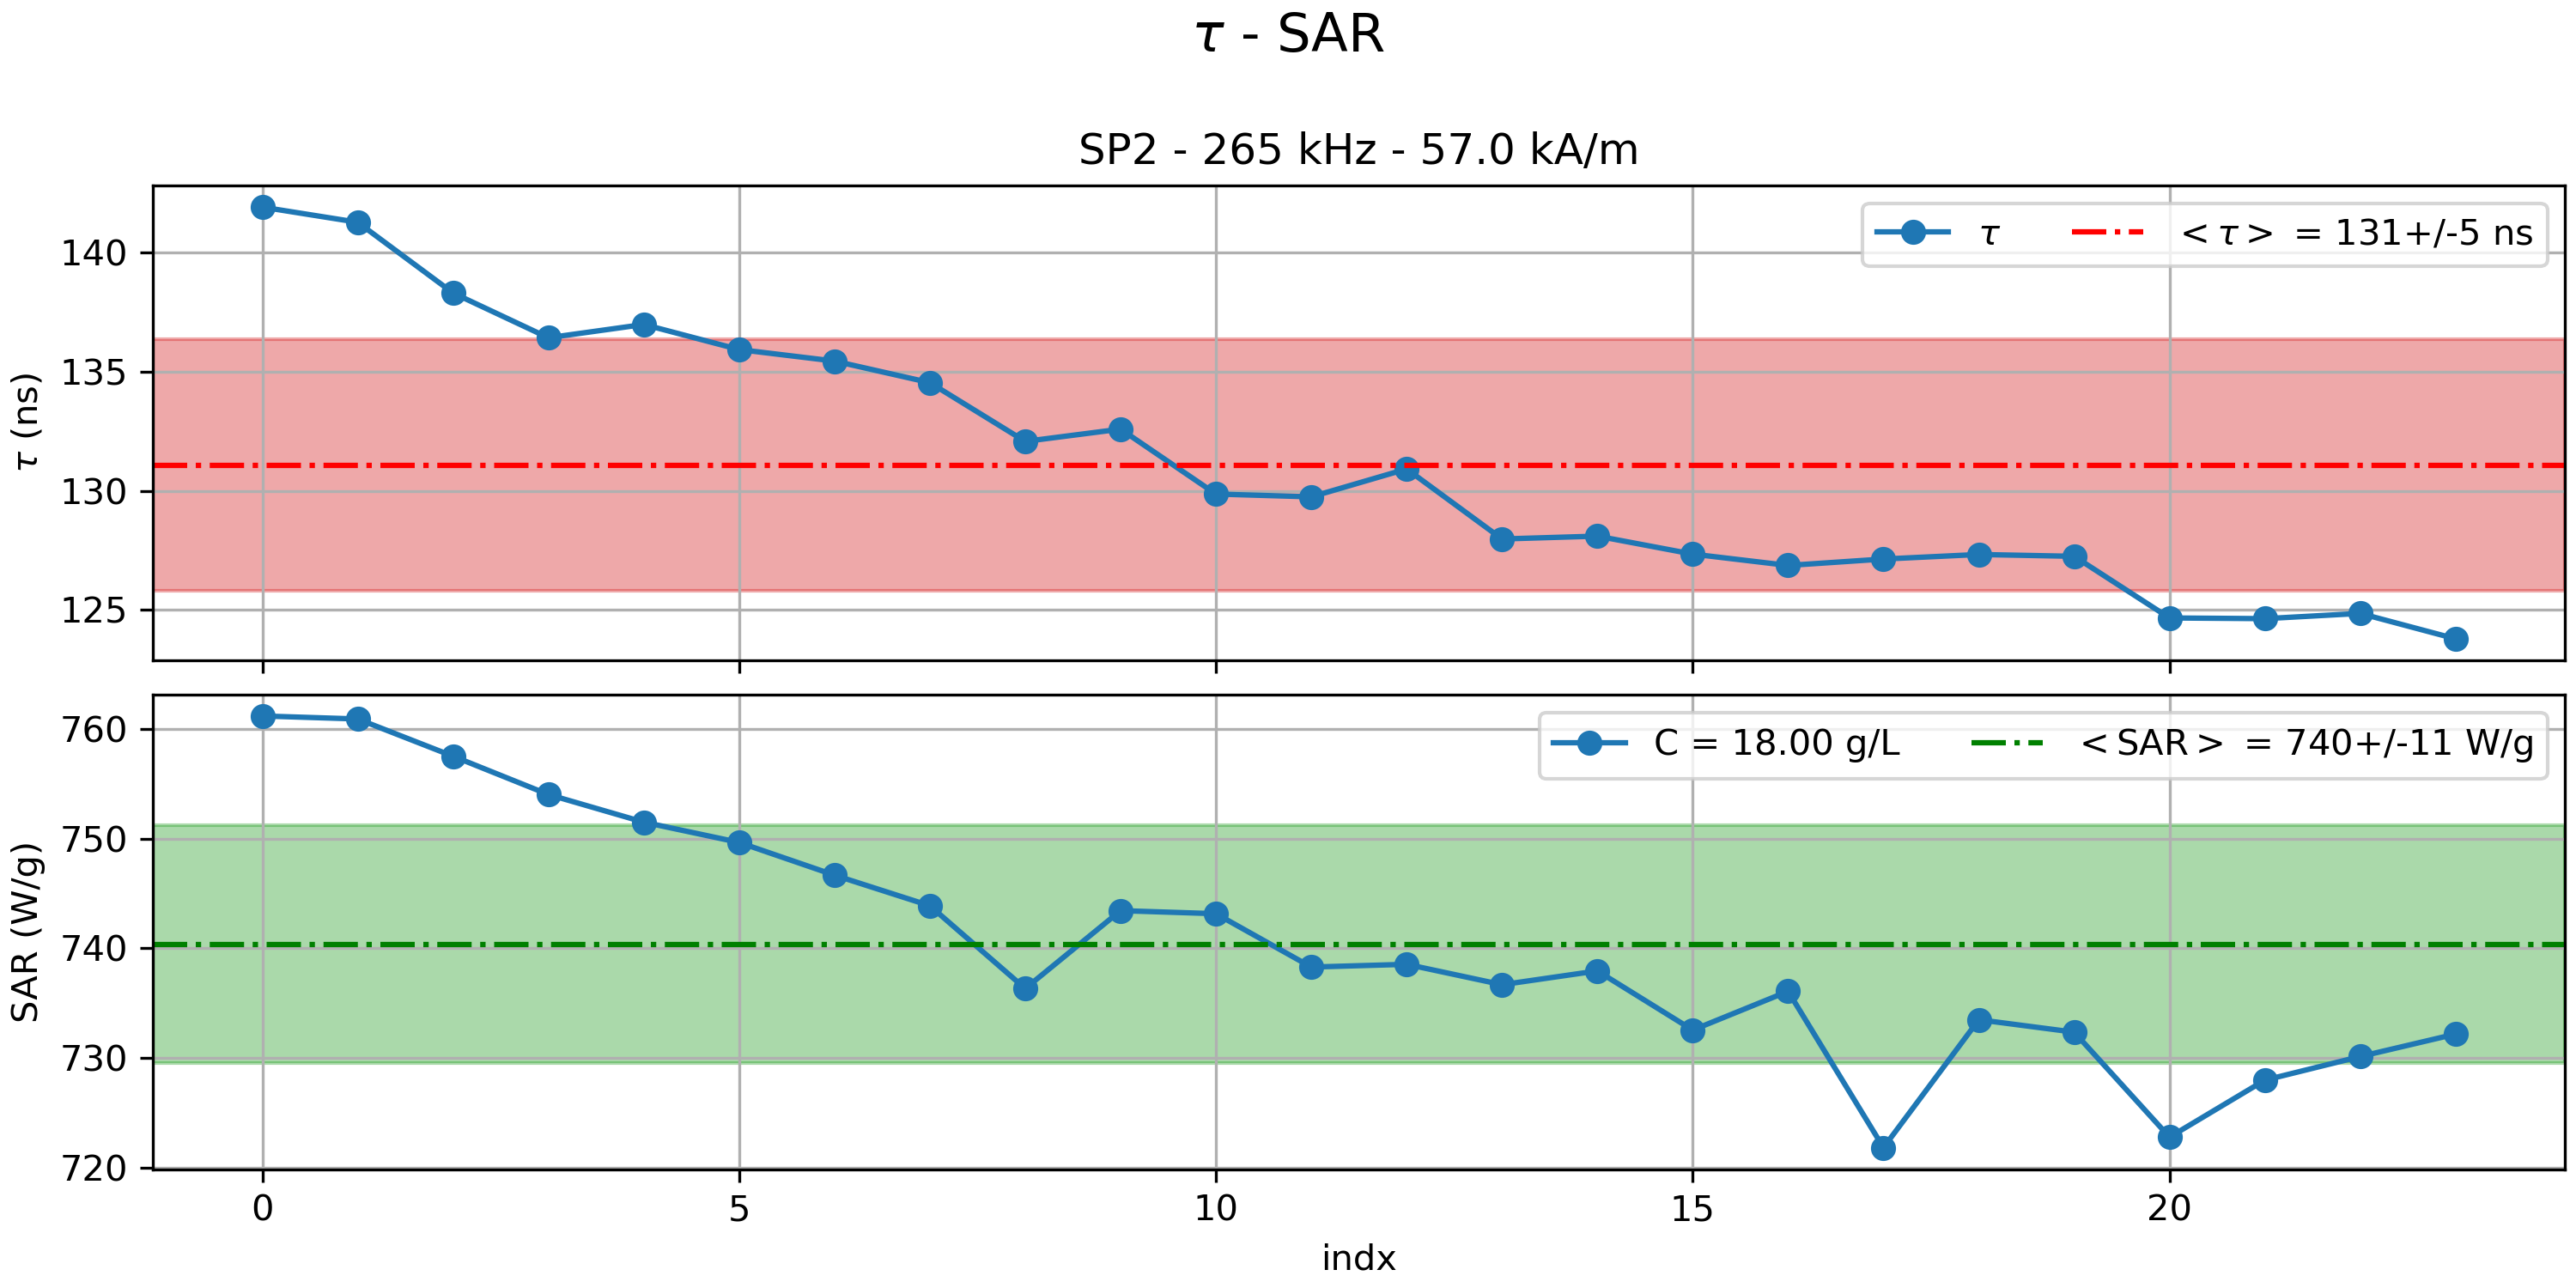 τ - SAR
SP2 - 265 kHz - 57.0 kA/m
τ (ns)
140
135
130
125
τ
<τ> = 131+/-5 ns
SAR (W/g)
760
750
740
730
720
C = 18.00 g/L
<SAR> = 740+/-11 W/g
0 5 10 15 20
indx